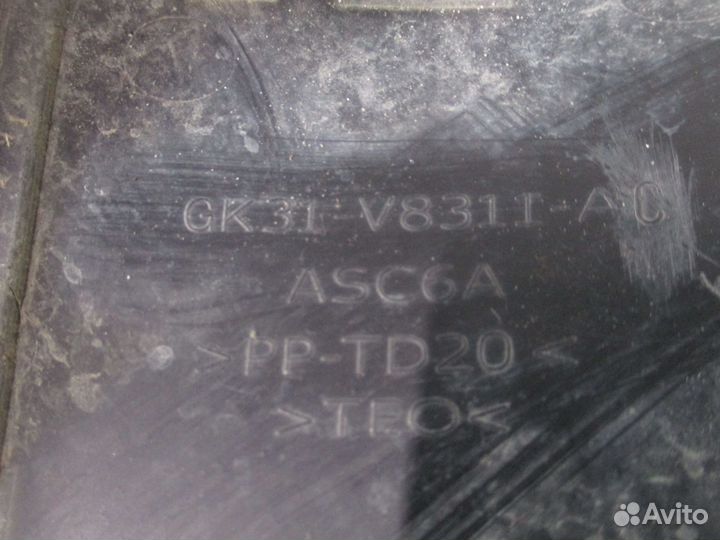 GK31-V8311-AC
ASC6A
>PP-TD20<
>TEO<
Avito